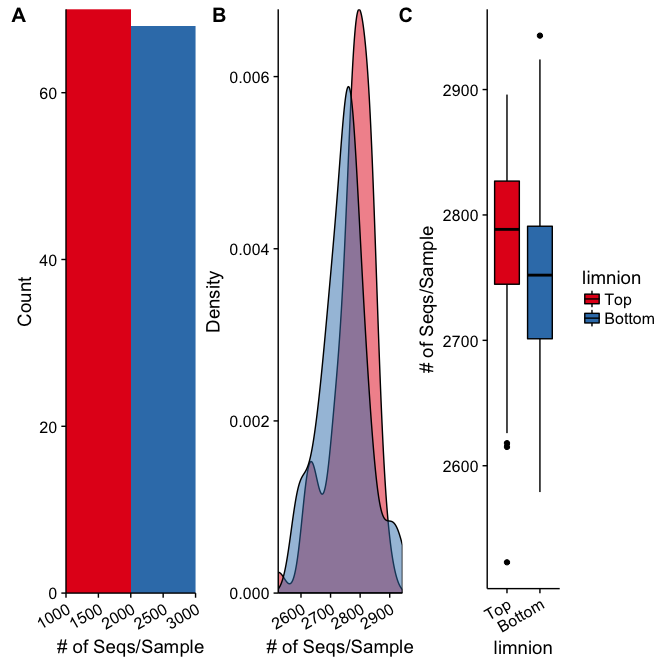 A
B
C
60
40
20
0
Count
1000
1500
2000
2500
3000
# of Seqs/Sample
0.006
0.004
0.002
0.000
Density
2600
2700
2800
2900
# of Seqs/Sample
2900
2800
2700
2600
# of Seqs/Sample
Top
Bottom
limnion
limnion
Top
Bottom